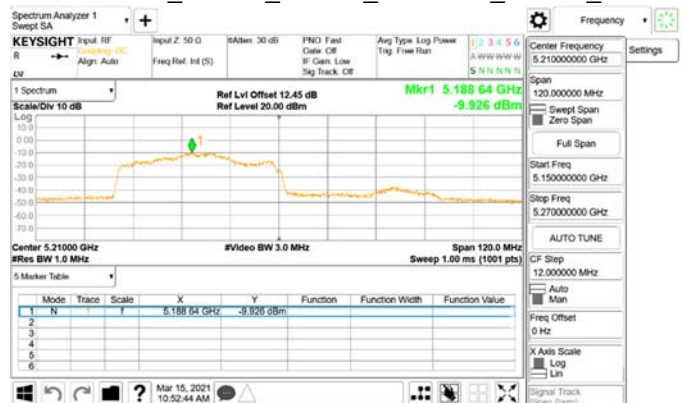 Spectrum Analyzer 1
Swept SA
+
Frequency
Settings
KEYSIGHT
R
Input: RF
Coupling: DC
Align: Auto
Input Z: 50 Ω
Freq Ref: Int (S)
#Atten: 30 dB
PNO: Fast
Gate: Off
IF Gain: Low
Sig Track: Off
Avg Type: Log-Power
Trig: Free Run
1 2 3 4 5 6
A W W W W W
S N N N N N
1 Spectrum
Scale/Div 10 dB
Log
Ref Lvl Offset 12.45 dB
Ref Level 20.00 dBm
Mkr1 5.188 64 GHz
-9.926 dBm
10.0
0.00
-10.0
-20.0
-30.0
-40.0
-50.0
-60.0
-70.0
1
Center 5.21000 GHz
#Res BW 1.0 MHz
#Video BW 3.0 MHz
Span 120.0 MHz
Sweep 1.00 ms (1001 pts)
5 Marker Table
Mode Trace Scale X Y Function Function Width Function Value
1 N 1 f 5.188 64 GHz -9.926 dBm
2
3
4
5
6
Mar 15, 2021
10:52:44 AM
?
Center Frequency
5.210000000 GHz
Span
120.000000 MHz
Swept Span
Zero Span
Full Span
Start Freq
5.150000000 GHz
Stop Freq
5.270000000 GHz
AUTO TUNE
CF Step
12.000000 MHz
Auto
Man
Freq Offset
0 Hz
X Axis Scale
Log
Lin
Signal Track
(Span Zoom)